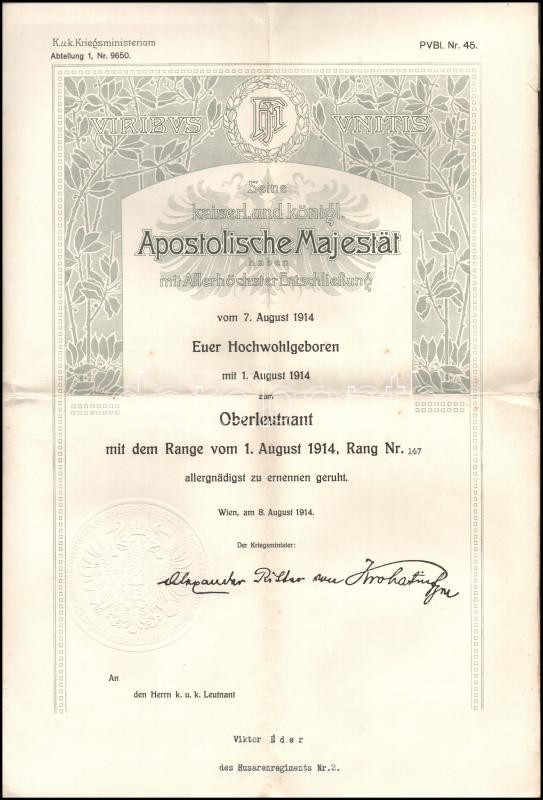 K.u.k.Kriegsministerium
Abteilung 1, Nr. 9650.
PVBl. Nr. 45.
VIRIBVS VNITIS
FJI
Seine
kaiserl. und königl.
Apostolische Majestät
haben
mit Allerhöchster Entschließung
vom 7. August 1914
Euer Hochwohlgeboren
mit 1. August 1914
zum
Oberleutnant
mit dem Range vom 1. August 1914, Rang Nr. 147
allergnädigst zu ernennen geruht.
Wien, am 8. August 1914.
Der Kriegsminister:
Alexander Ritter von Krobatin FZM
An
den Herrn k. u. k. Leutnant
Viktor Éder
des Husarenregiments Nr.2.